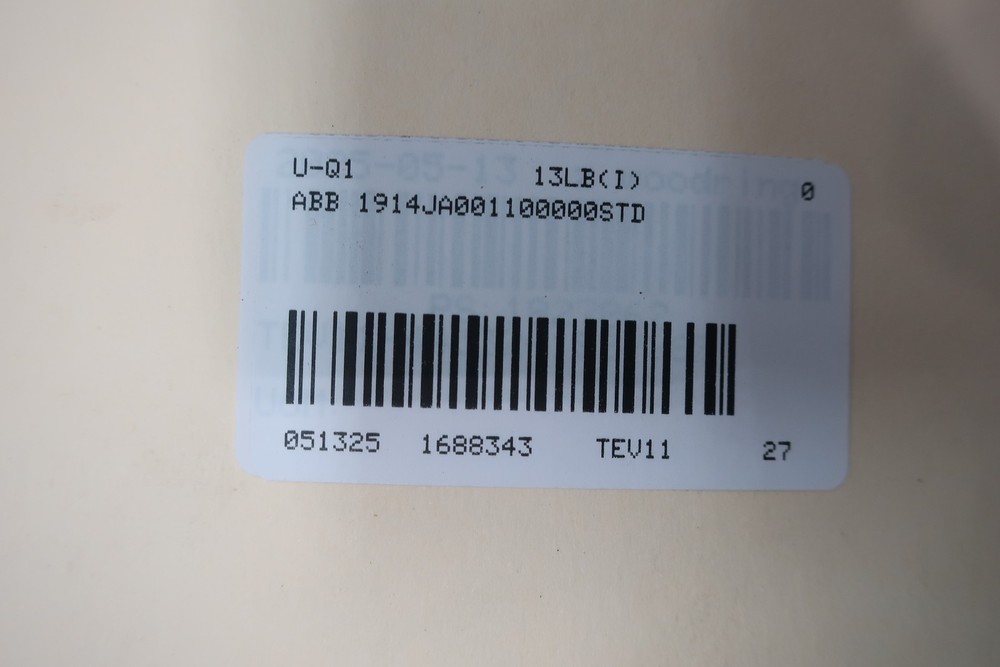 U-Q1 13LB(I) 0
ABB 1914JA001100000STD
051325 1688343 TEV11 27